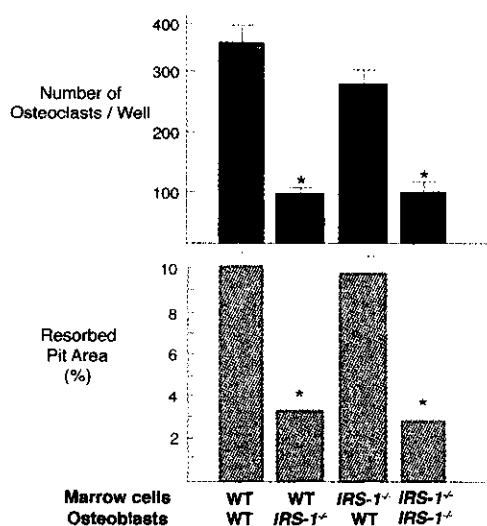 400
Number of
Osteoclasts / Well
300
200
100
*
*
10
8
Resorbed
Pit Area
(%)
6
4
2
*
*
Marrow cells WT WT IRS-1-/- IRS-1-/-
Osteoblasts WT IRS-1-/- WT IRS-1-/-